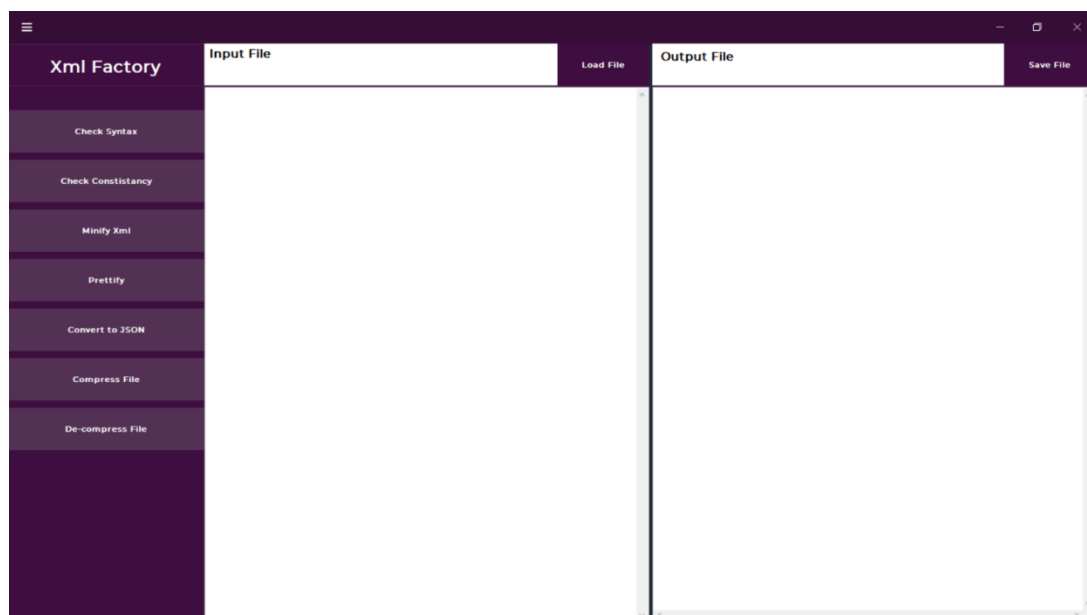 Xml Factory
Input File
Load File
Output File
Save File
Check Syntax
Check Constistancy
Minify Xml
Prettify
Convert to JSON
Compress File
De-compress File